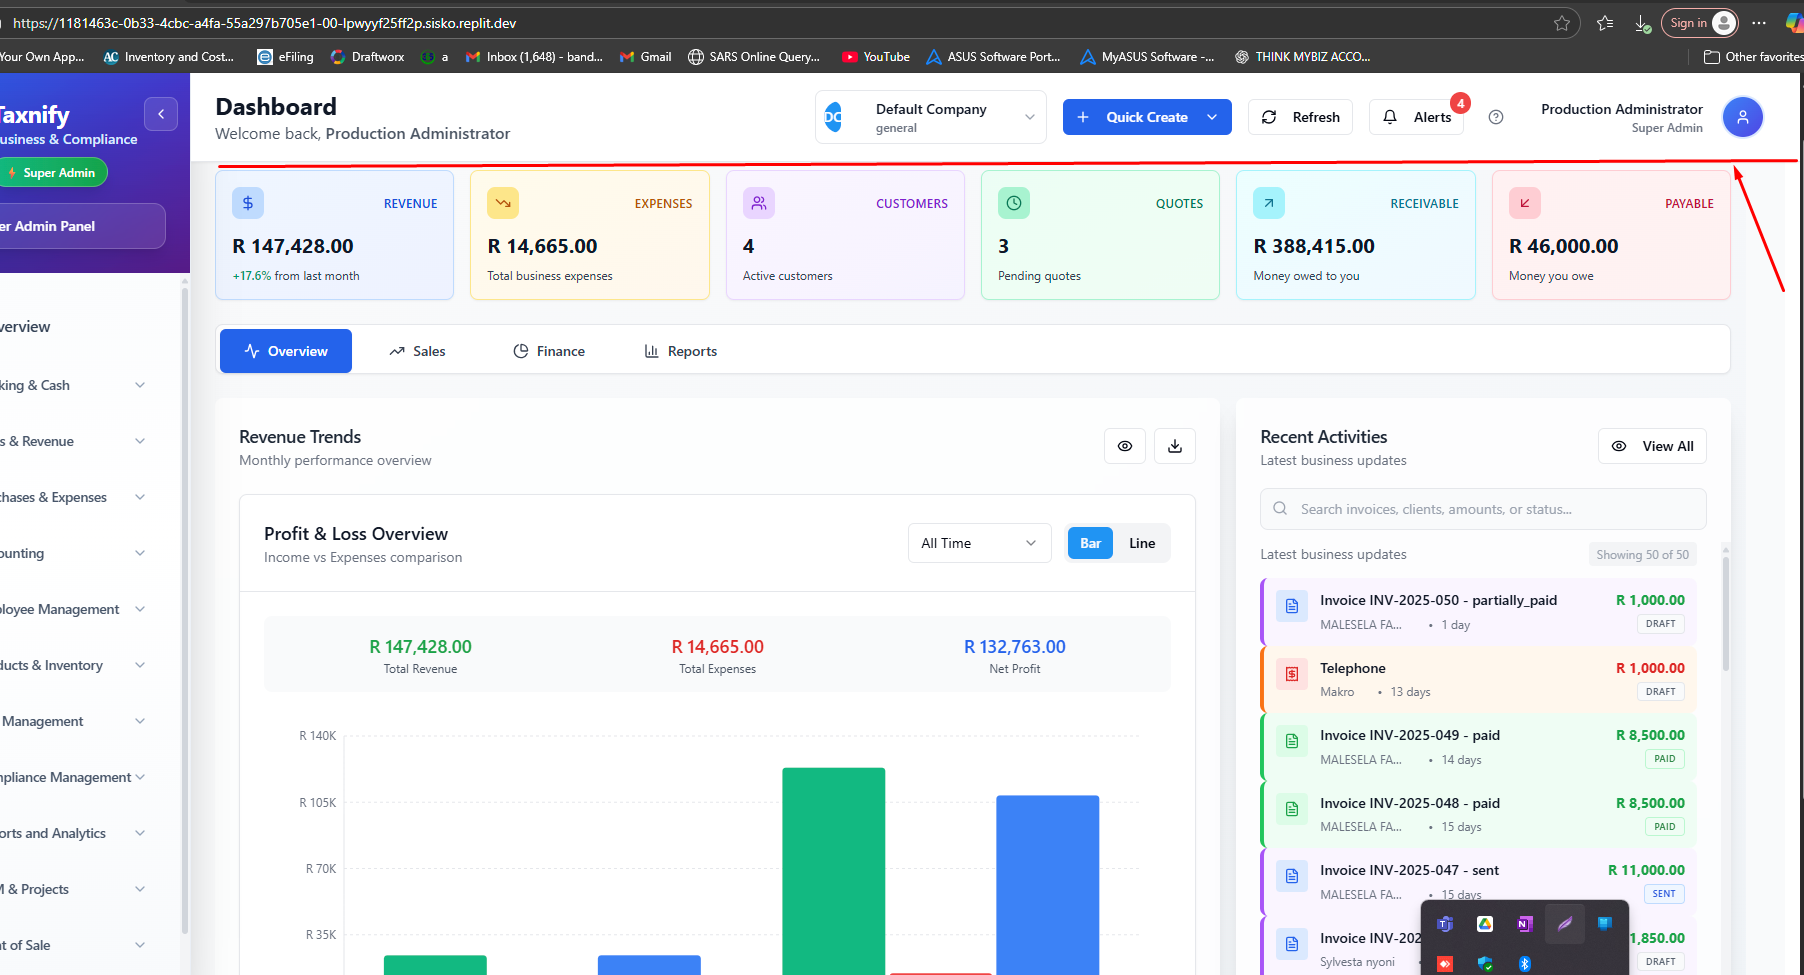 https://1181463c-0b33-4cbc-a4fa-55a297b705e1-00-lpwyyf25ff2p.sisko.replit.dev
Sign in
Your Own App...
AC Inventory and Cost...
eFiling
Draftworx
a
Inbox (1,648) - band...
Gmail
SARS Online Query...
YouTube
ASUS Software Port...
MyASUS Software -...
THINK MYBIZ ACCO...
Other favorites
Taxnify
usiness & Compliance
Super Admin
er Admin Panel
verview
king & Cash
s & Revenue
chases & Expenses
ounting
ployee Management
ducts & Inventory
Management
mpliance Management
orts and Analytics
M & Projects
t of Sale
Dashboard
Welcome back, Production Administrator
DC
Default Company
general
+ Quick Create
Refresh
Alerts
4
?
Production Administrator
Super Admin
$ REVENUE
R 147,428.00
+17.6% from last month
EXPENSES
R 14,665.00
Total business expenses
CUSTOMERS
4
Active customers
QUOTES
3
Pending quotes
RECEIVABLE
R 388,415.00
Money owed to you
PAYABLE
R 46,000.00
Money you owe
Overview
Sales
Finance
Reports
Revenue Trends
Monthly performance overview
Profit & Loss Overview
Income vs Expenses comparison
All Time
Bar
Line
R 147,428.00
Total Revenue
R 14,665.00
Total Expenses
R 132,763.00
Net Profit
R 140K
R 105K
R 70K
R 35K
Recent Activities
Latest business updates
View All
Search invoices, clients, amounts, or status...
Latest business updates
Showing 50 of 50
Invoice INV-2025-050 - partially_paid
R 1,000.00
MALESELA FA... • 1 day
DRAFT
Telephone
R 1,000.00
Makro • 13 days
DRAFT
Invoice INV-2025-049 - paid
R 8,500.00
MALESELA FA... • 14 days
PAID
Invoice INV-2025-048 - paid
R 8,500.00
MALESELA FA... • 15 days
PAID
Invoice INV-2025-047 - sent
R 11,000.00
MALESELA FA... • 15 days
SENT
Invoice INV-202
1,850.00
Sylvesta nyoni
DRAFT